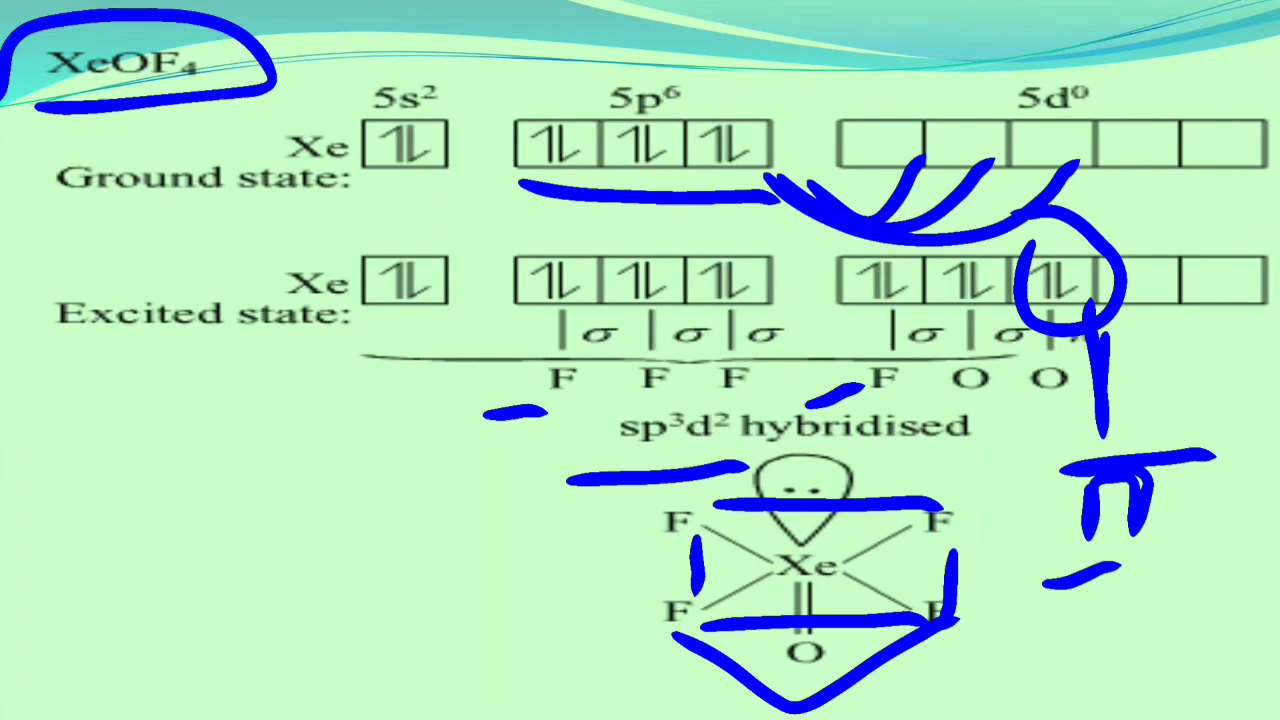 XeOF₄
5s² 5p⁶ 5d⁰
Xe
Ground state:
Xe
Excited state:
σ σ σ σ σ
F F F F O O
sp³d² hybridised
F F
Xe
F F
O
π